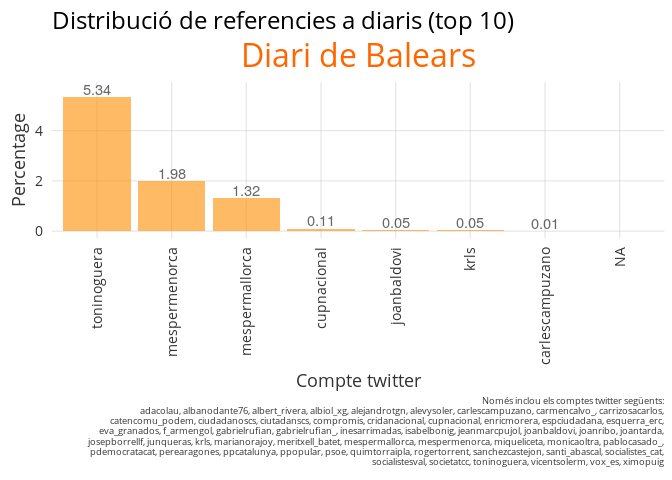 Distribució de referencies a diaris (top 10)
Diari de Balears
Percentage
4
2
0
5.34
1.98
1.32
0.11
0.05
0.05
0.01
toninoguera
mespermenorca
mespermallorca
cupnacional
joanbaldovi
krls
carlescampuzano
NA
Compte twitter
Només inclou els comptes twitter següents:
adacolau, albanodante76, albert_rivera, albiol_xg, alejandrotgn, alevysoler, carlescampuzano, carmencalvo_, carrizosacarlos,
catencomu_podem, ciudadanoscs, ciutadanscs, compromis, cridanacional, cupnacional, enricmorera, espciudadana, esquerra_erc,
eva_granados, f_armengol, gabrielrufian, gabrielrufian_, inesarrimadas, isabelbonig, jeanmarcpujol, joanbaldovi, joanribo, joantarda,
josepborrellf, junqueras, krls, marianorajoy, meritxell_batet, mespermallorca, mespermenorca, miqueliceta, monicaoltra, pablocasado_,
pdemocratacat, perearagones, ppcatalunya, ppopular, psoe, quimtorraipla, rogertorrent, sanchezcastejon, santi_abascal, socialistes_cat,
socialistesval, societatcc, toninoguera, vicentsolerm, vox_es, ximopuig